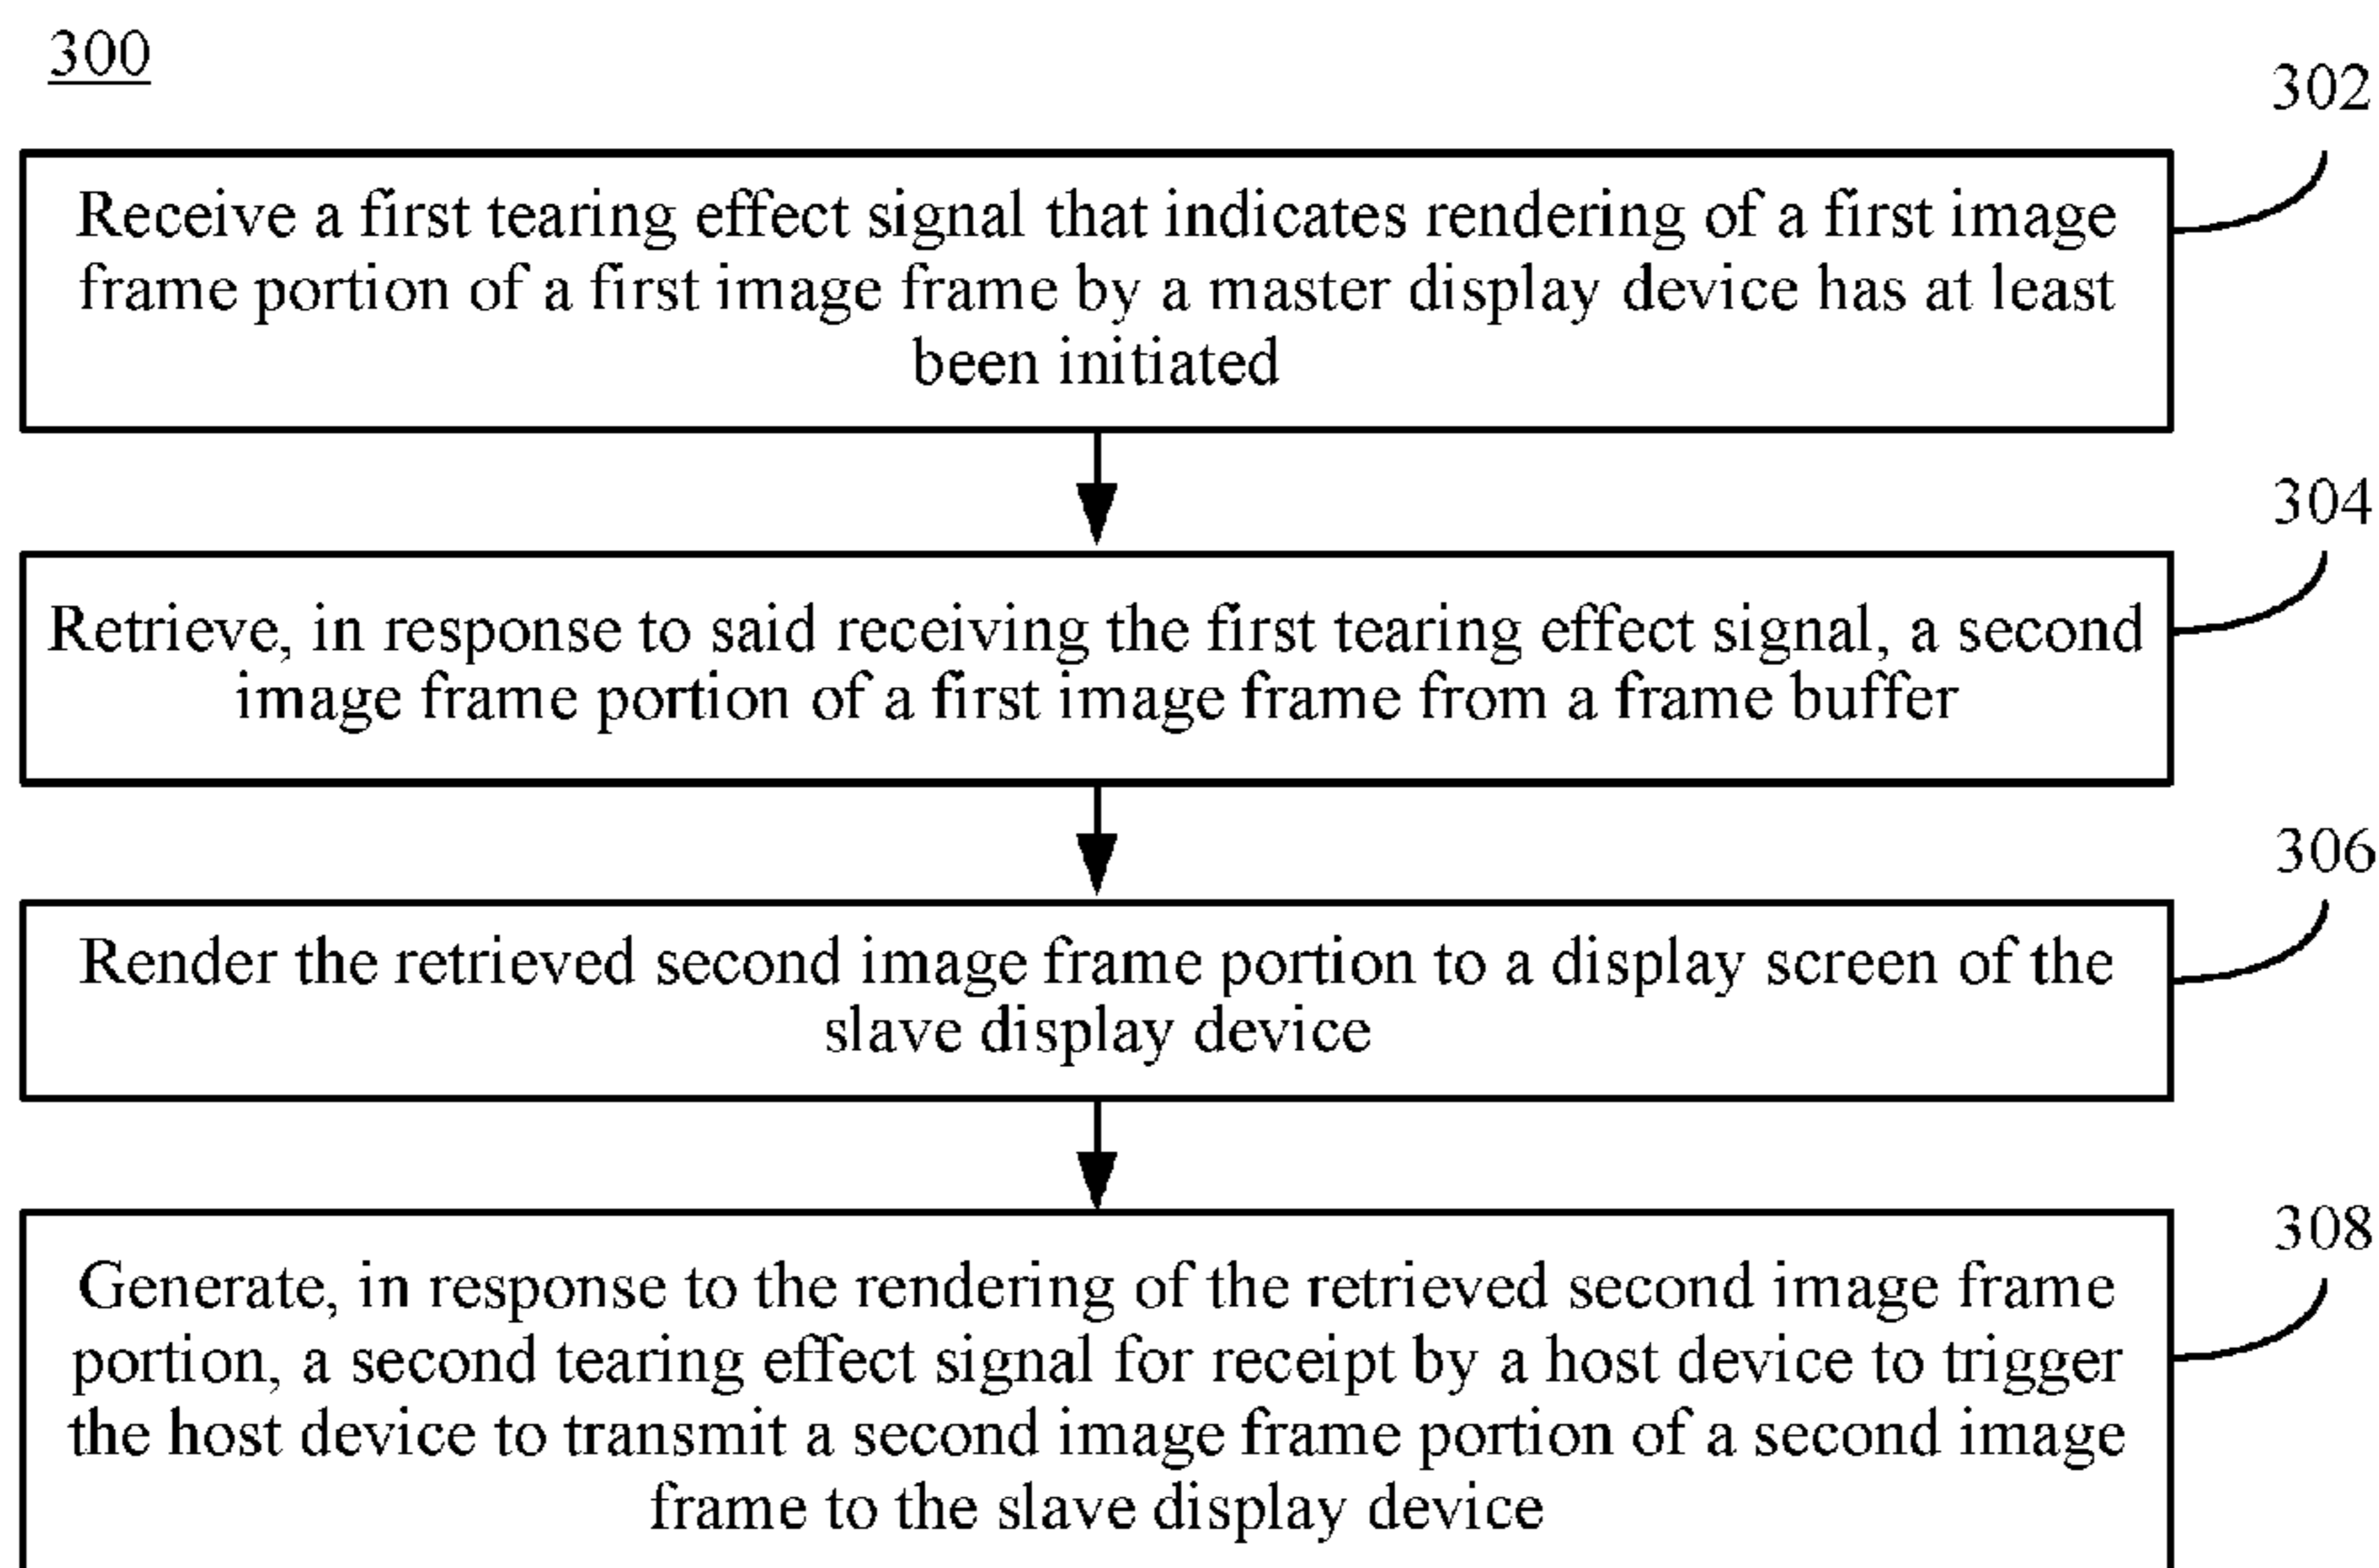 300
302
Receive a first tearing effect signal that indicates rendering of a first image
frame portion of a first image frame by a master display device has at least
been initiated
304
Retrieve, in response to said receiving the first tearing effect signal, a second
image frame portion of a first image frame from a frame buffer
306
Render the retrieved second image frame portion to a display screen of the
slave display device
308
Generate, in response to the rendering of the retrieved second image frame
portion, a second tearing effect signal for receipt by a host device to trigger
the host device to transmit a second image frame portion of a second image
frame to the slave display device